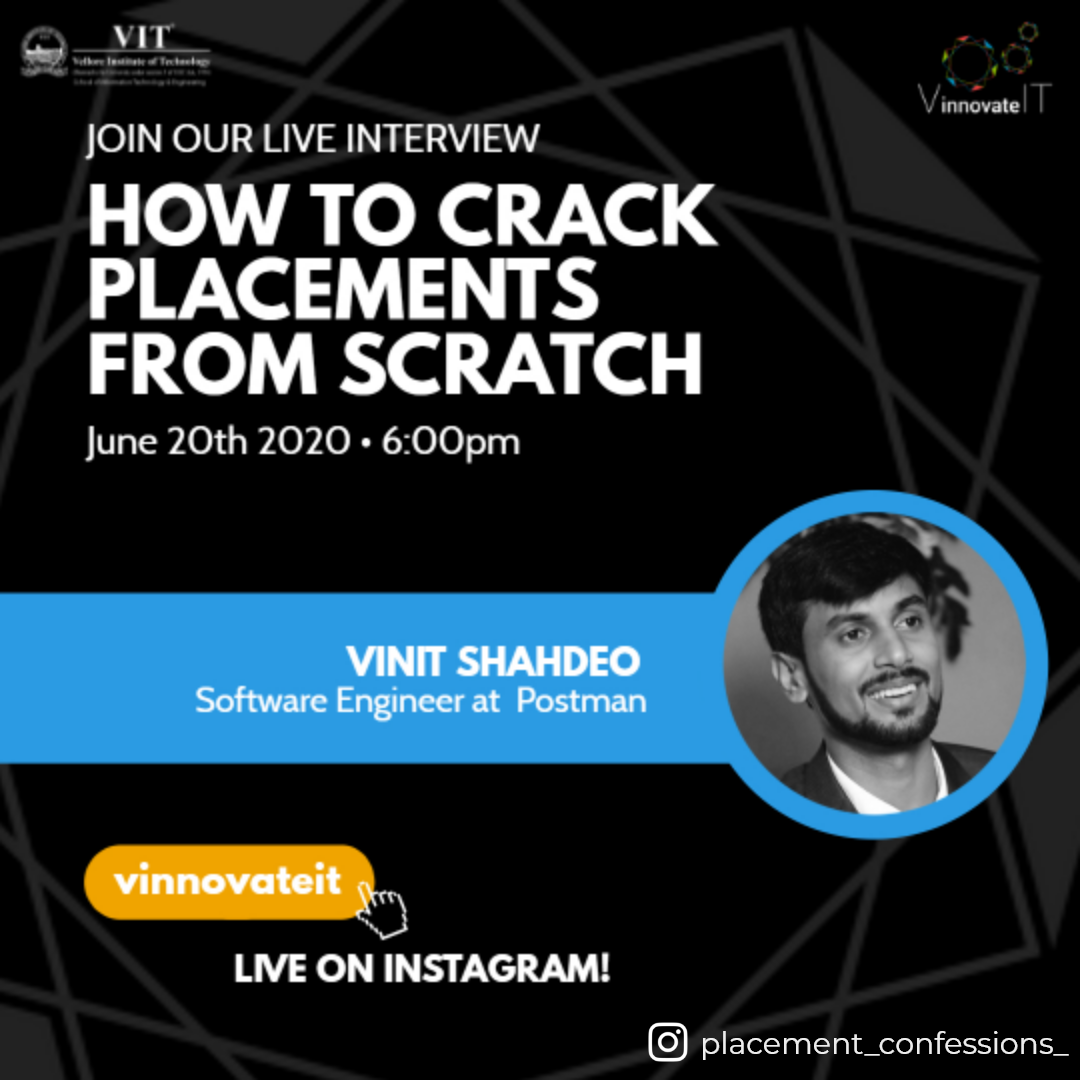 VIT
Vellore Institute of Technology
VinnovateIT
JOIN OUR LIVE INTERVIEW
HOW TO CRACK
PLACEMENTS
FROM SCRATCH
June 20th 2020 • 6:00pm
VINIT SHAHDEO
Software Engineer at Postman
vinnovateit
LIVE ON INSTAGRAM!
placement_confessions_